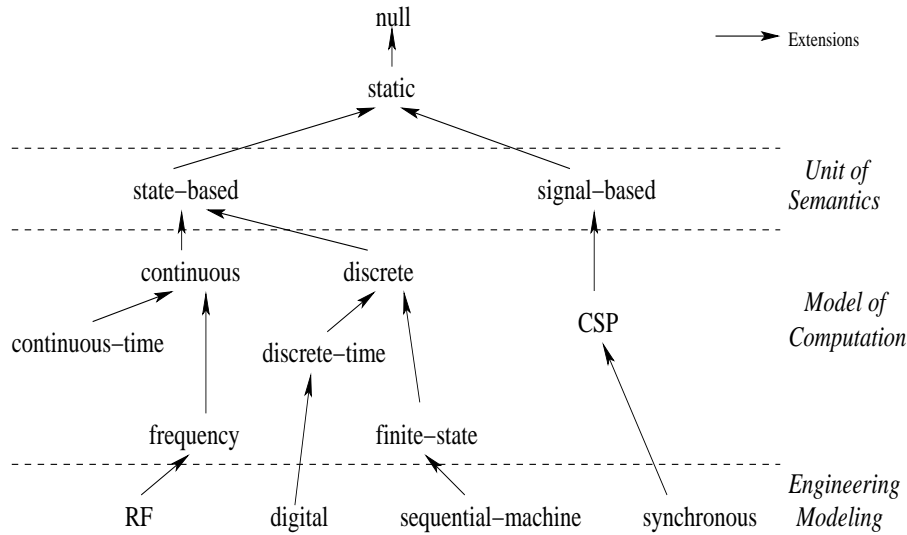 null
Extensions
static
state−based
signal−based
Unit of
Semantics
continuous
discrete
continuous−time
discrete−time
CSP
Model of
Computation
frequency
finite−state
RF
digital
sequential−machine
synchronous
Engineering
Modeling